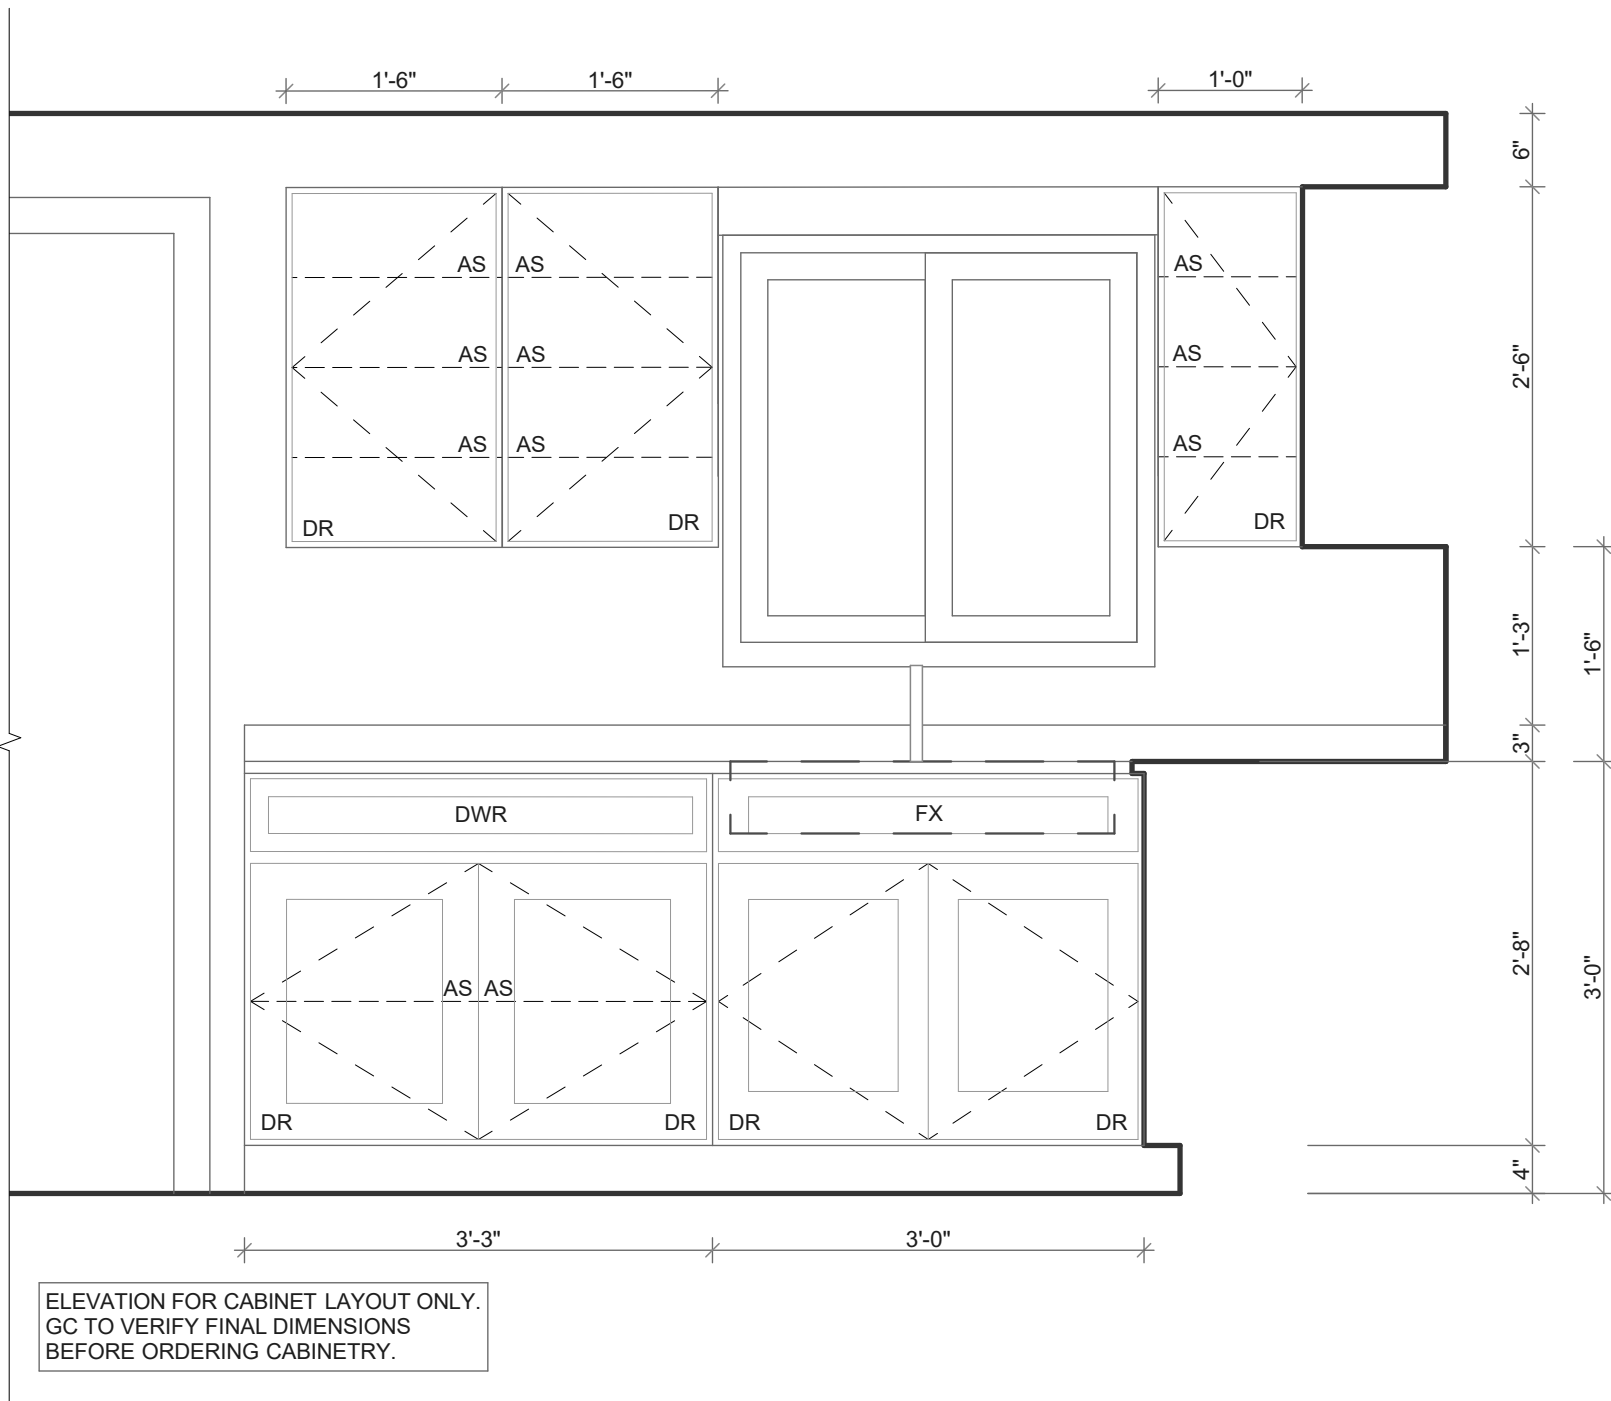 1'-6" 1'-6" 1'-0"
6"
AS AS AS
2'-6"
AS AS AS
AS AS AS
DR DR DR
1'-3"
1'-6"
3"
DWR FX
2'-8"
3'-0"
AS AS
DR DR DR DR
4"
3'-3" 3'-0"
ELEVATION FOR CABINET LAYOUT ONLY.
GC TO VERIFY FINAL DIMENSIONS
BEFORE ORDERING CABINETRY.